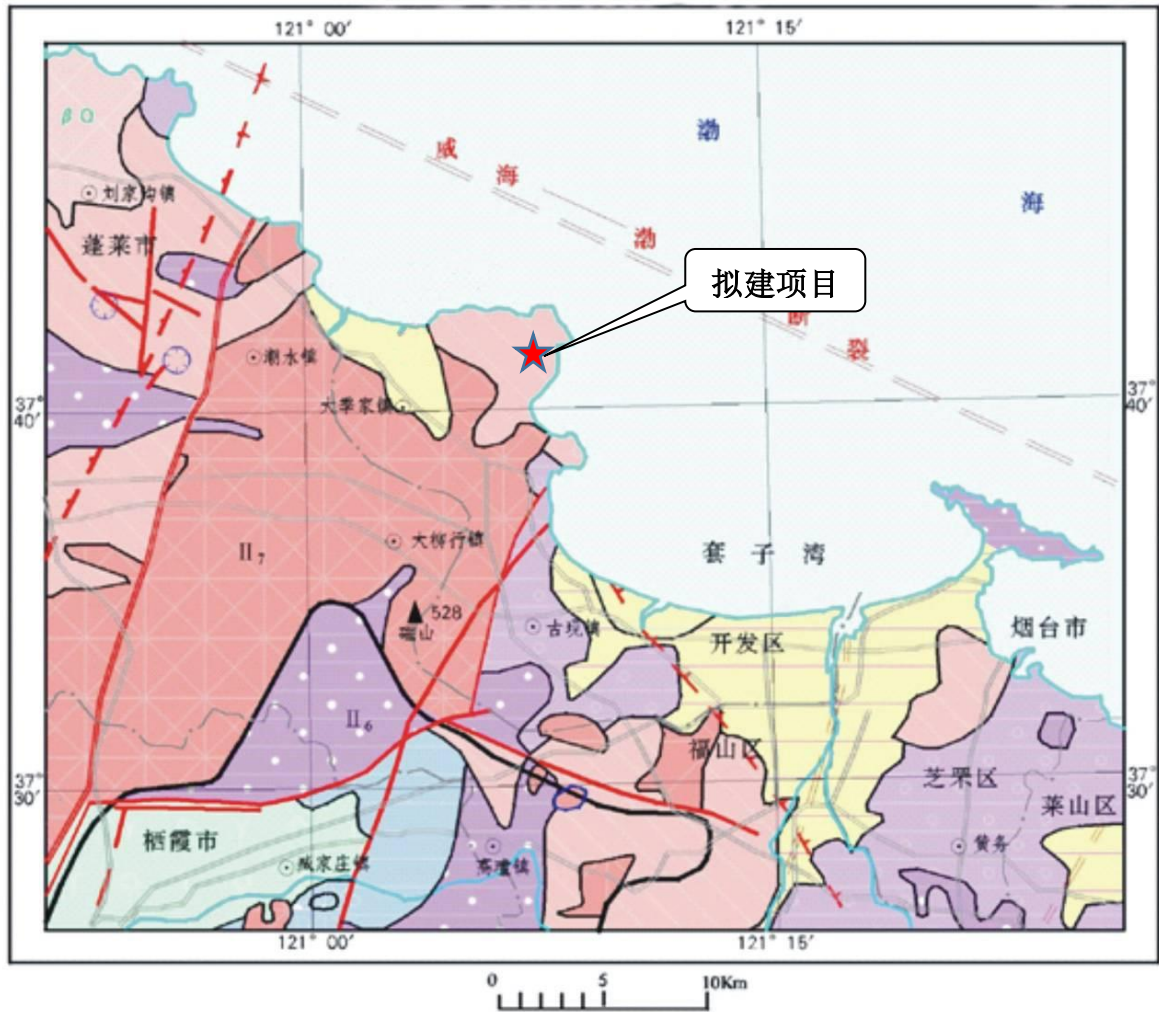 121° 00′
121° 15′
βQ
渤
威
海
海
刘家沟镇
渤
蓬莱市
拟建项目
断
裂
潮水镇
37°
40′
37°
40′
大季家镇
Ⅱ7
大柳行镇
套子湾
528
山
古现镇
开发区
烟台市
Ⅱ6
福山区
37°
30′
芝罘区
37°
30′
莱山区
栖霞市
臧家庄镇
高疃镇
黄务
121° 00′
121° 15′
0
5
10Km